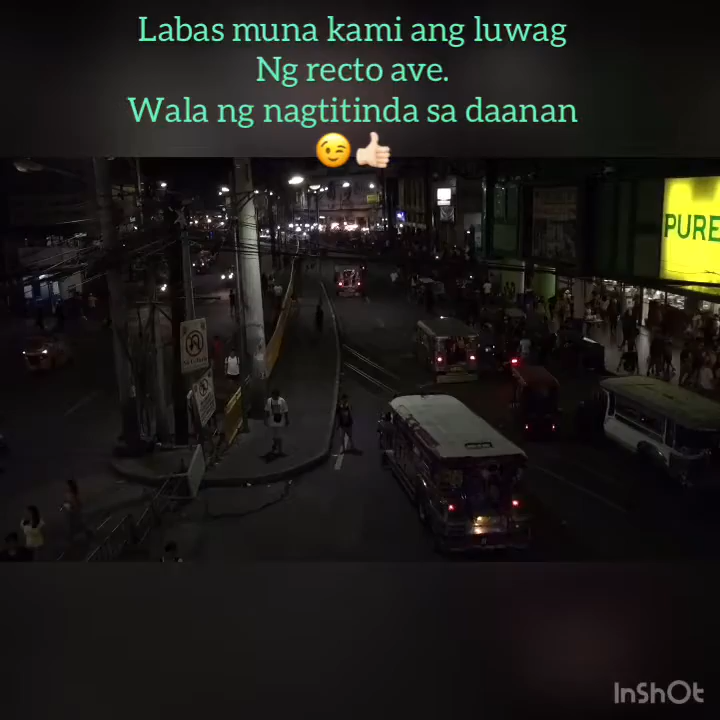 Labas muna kami ang luwag
Ng recto ave.
Wala ng nagtitinda sa daanan
😉👍🏻
PURE
InShOt